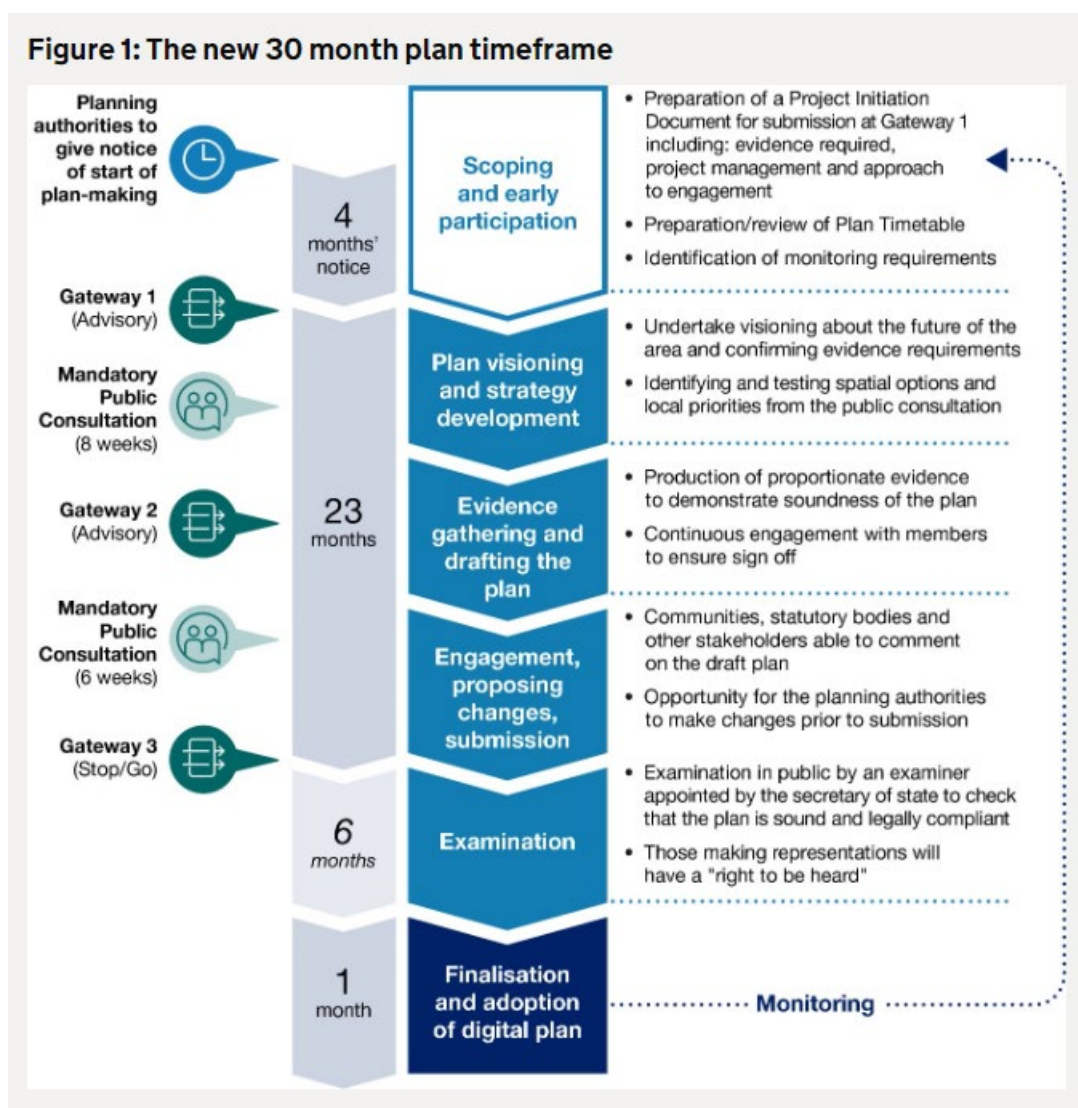 Figure 1: The new 30 month plan timeframe
Planning
authorities to
give notice
of start of
plan-making
4
months'
notice
Scoping
and early
participation
• Preparation of a Project Initiation
Document for submission at Gateway 1
including: evidence required,
project management and approach
to engagement
• Preparation/review of Plan Timetable
• Identification of monitoring requirements
Gateway 1
(Advisory)
Mandatory
Public
Consultation
(8 weeks)
Plan visioning
and strategy
development
• Undertake visioning about the future of the
area and confirming evidence requirements
• Identifying and testing spatial options and
local priorities from the public consultation
Gateway 2
(Advisory)
23
months
Evidence
gathering and
drafting the
plan
• Production of proportionate evidence
to demonstrate soundness of the plan
• Continuous engagement with members
to ensure sign off
Mandatory
Public
Consultation
(6 weeks)
Engagement,
proposing
changes,
submission
• Communities, statutory bodies and
other stakeholders able to comment
on the draft plan
• Opportunity for the planning authorities
to make changes prior to submission
Gateway 3
(Stop/Go)
6
months
Examination
• Examination in public by an examiner
appointed by the secretary of state to check
that the plan is sound and legally compliant
• Those making representations will
have a "right to be heard"
1
month
Finalisation
and adoption
of digital plan
Monitoring